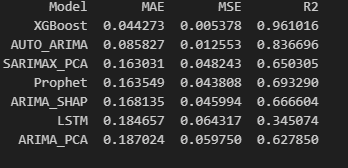 Model MAE MSE R2
XGBoost 0.044273 0.005378 0.961016
AUTO_ARIMA 0.085827 0.012553 0.836696
SARIMAX_PCA 0.163031 0.048243 0.650305
Prophet 0.163549 0.043808 0.693290
ARIMA_SHAP 0.168135 0.045994 0.666604
LSTM 0.184657 0.064317 0.345074
ARIMA_PCA 0.187024 0.059750 0.627850